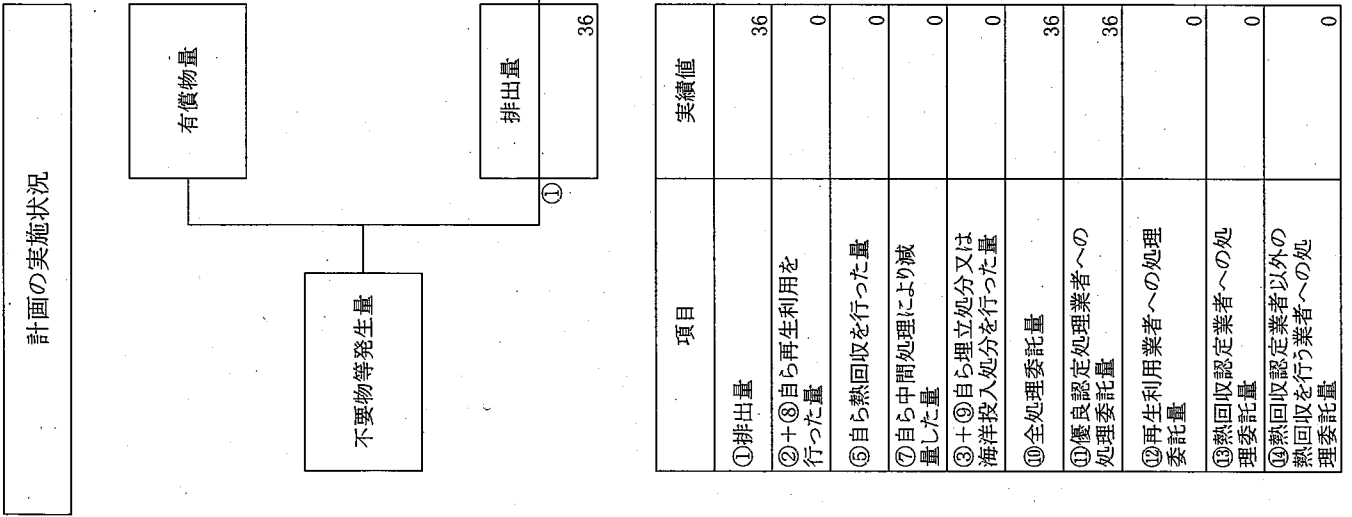 計画の実施状況
有償物量
不要物等発生量
排出量
36
①
項目 実績値
①排出量 36
②+⑧自ら再生利用を
行った量 0
⑤自ら熱回収を行った量 0
⑦自ら中間処理により減
量した量 0
③+⑨自ら埋立処分又は
海洋投入処分を行った量 0
⑩全処理委託量 36
⑪優良認定処理業者への
処理委託量 36
⑫再生利用業者への処理
委託量 0
⑬熱回収認定業者への処
理委託量 0
⑭熱回収認定業者以外の
熱回収を行う業者への処
理委託量 0